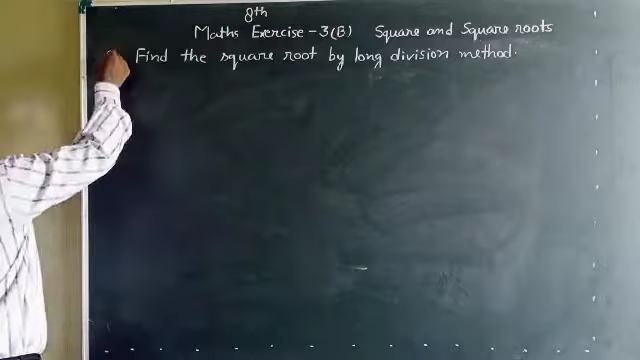 8th
Maths Exercise - 3(B) Square and Square roots
Find the square root by long division method.